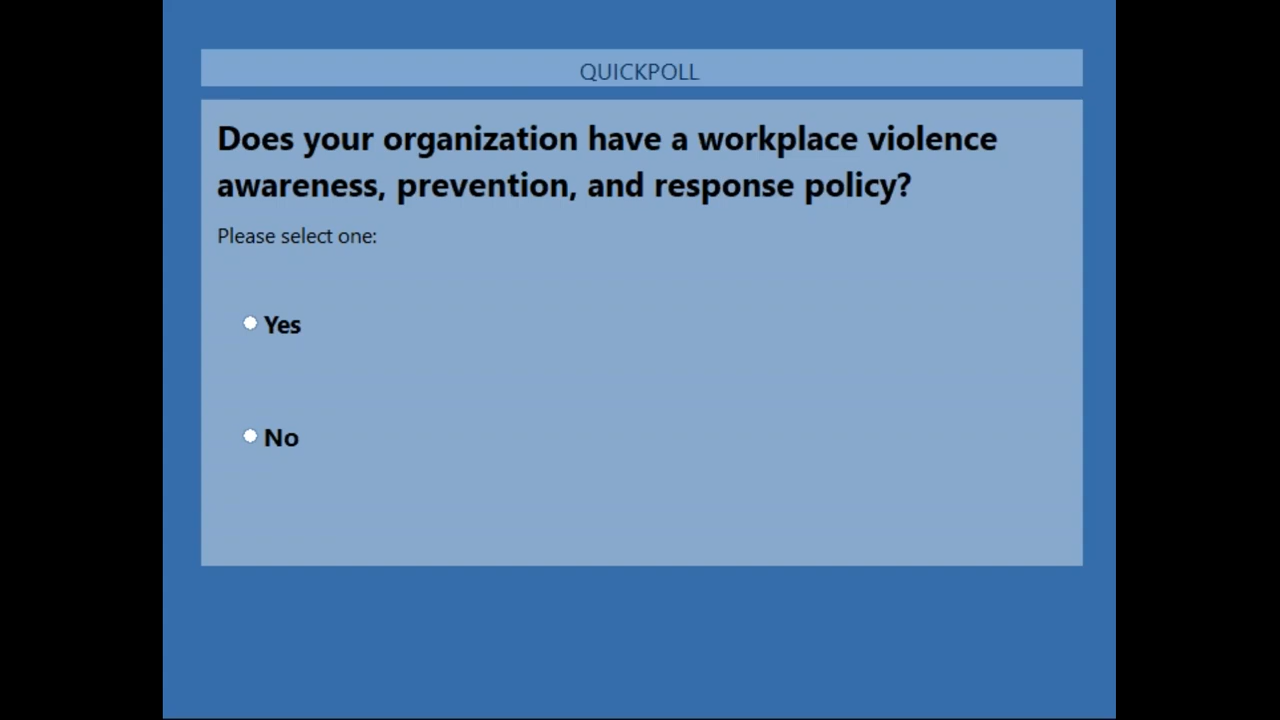 QUICKPOLL
Does your organization have a workplace violence
awareness, prevention, and response policy?
Please select one:
Yes
No